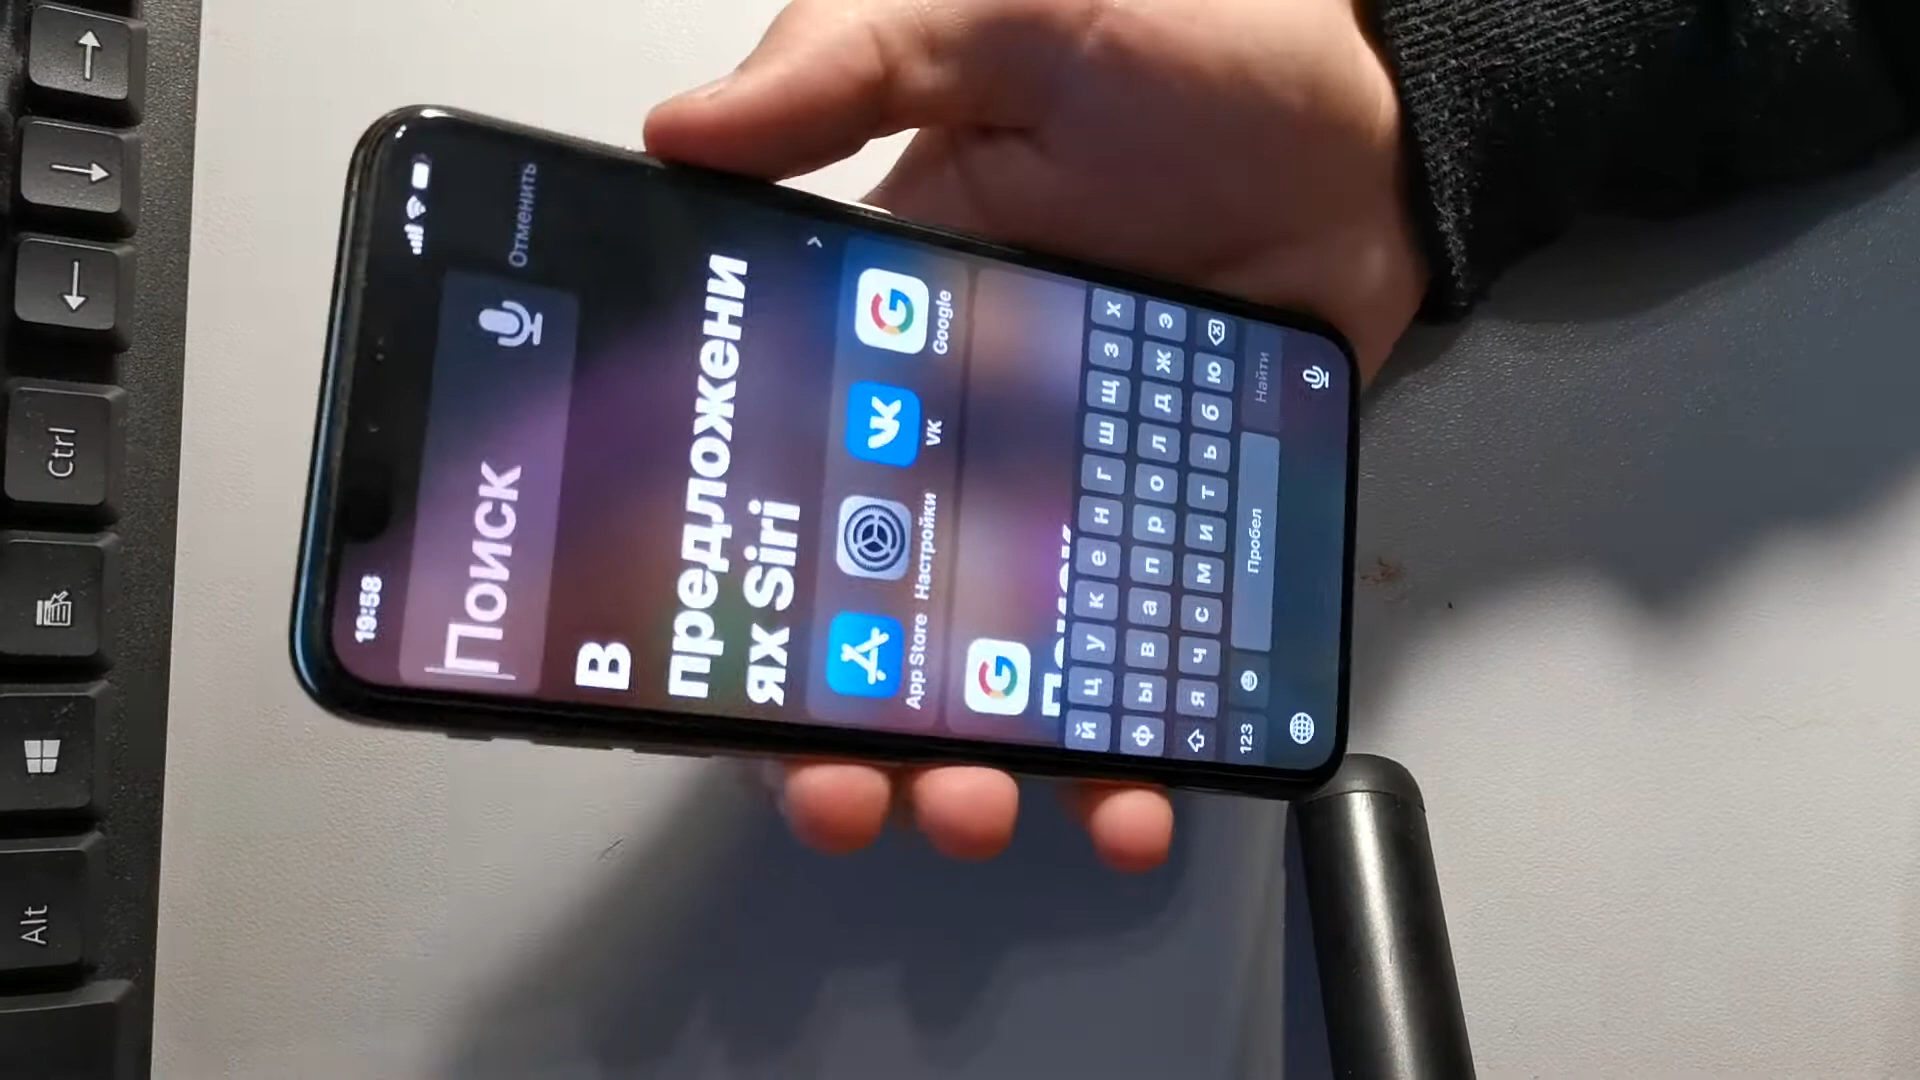 19:58
Поиск
Отменить
В
предложени
ях Siri
App Store
Настройки
VK
Google
й ц у к е н г ш щ з х
ф ы в а п р о л д ж э
я ч с м и т ь б ю
123
Пробел
Найти
Ctrl
Alt